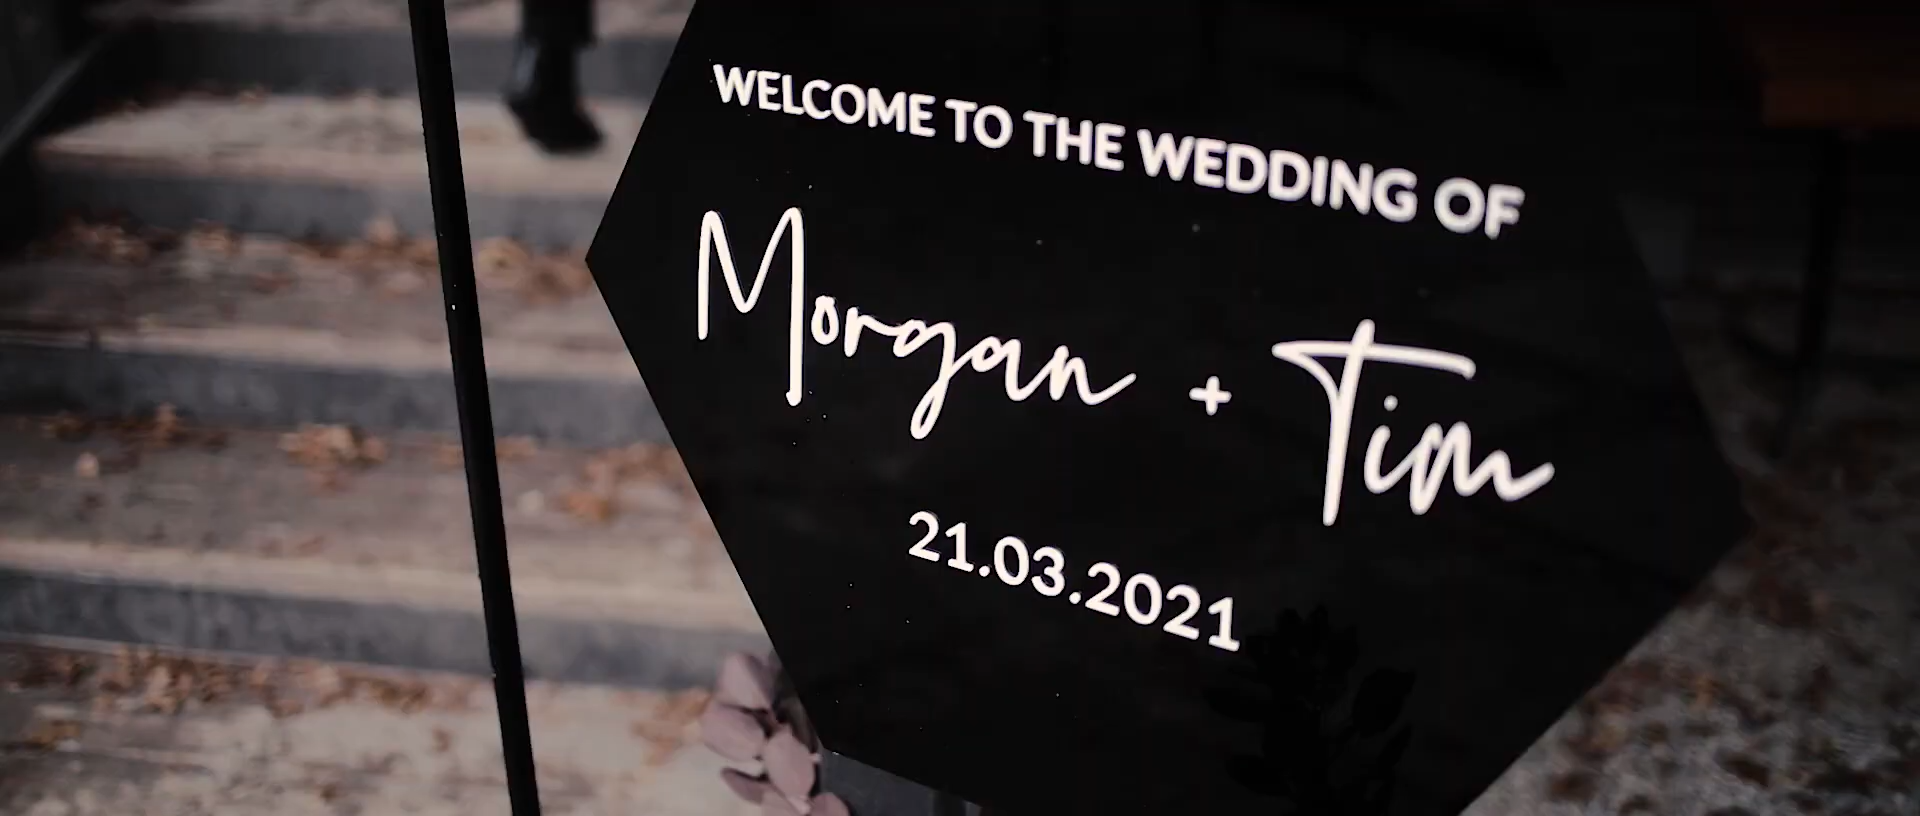 WELCOME TO THE WEDDING OF
Morgan + Tim
21.03.2021